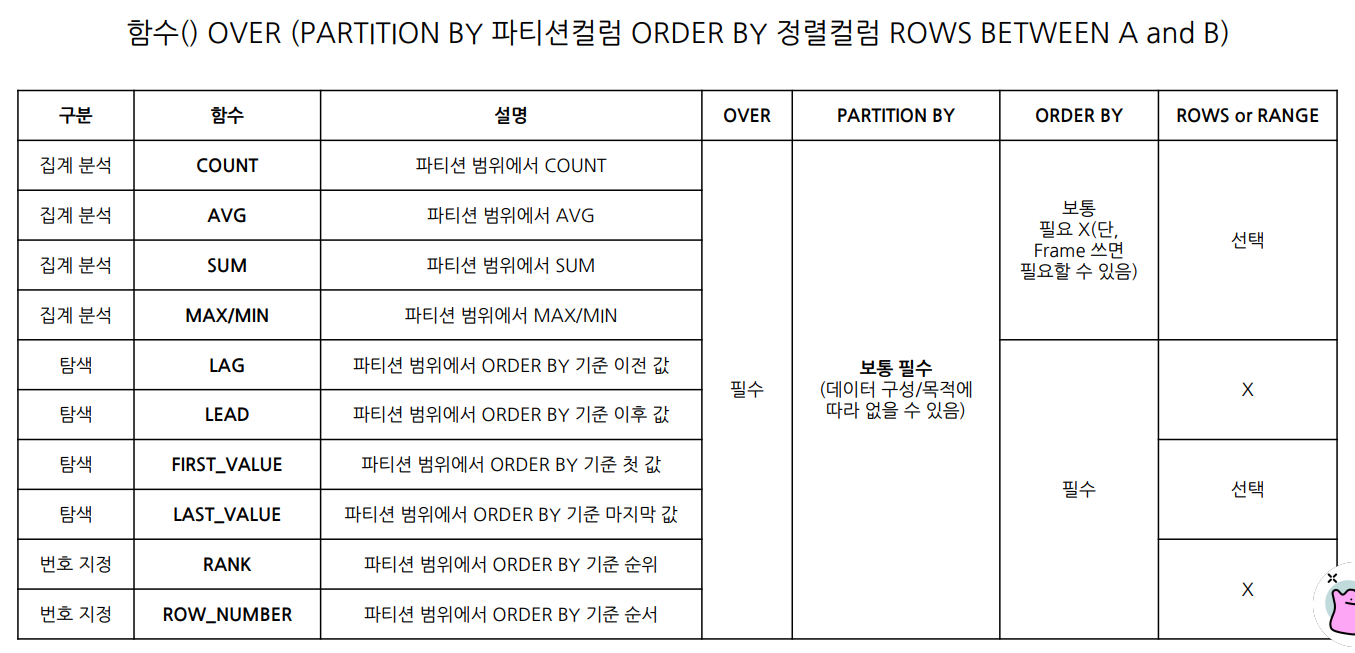 함수() OVER (PARTITION BY 파티션컬럼 ORDER BY 정렬컬럼 ROWS BETWEEN A and B)
구분 함수 설명 OVER PARTITION BY ORDER BY ROWS or RANGE
집계 분석 COUNT 파티션 범위에서 COUNT
집계 분석 AVG 파티션 범위에서 AVG
집계 분석 SUM 파티션 범위에서 SUM
집계 분석 MAX/MIN 파티션 범위에서 MAX/MIN
탐색 LAG 파티션 범위에서 ORDER BY 기준 이전 값
탐색 LEAD 파티션 범위에서 ORDER BY 기준 이후 값
탐색 FIRST_VALUE 파티션 범위에서 ORDER BY 기준 첫 값
탐색 LAST_VALUE 파티션 범위에서 ORDER BY 기준 마지막 값
번호 지정 RANK 파티션 범위에서 ORDER BY 기준 순위
번호 지정 ROW_NUMBER 파티션 범위에서 ORDER BY 기준 순서
필수
보통 필수
(데이터 구성/목적에
따라 없을 수 있음)
보통
필요 X(단,
Frame 쓰면
필요할 수 있음)
필수
선택
X
선택
X